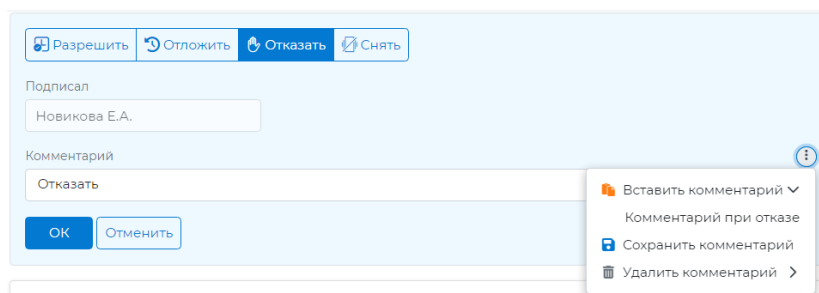 Разрешить Отложить Отказать Снять
Подписал
Новикова Е.А.
Комментарий
Отказать
Вставить комментарий
Комментарий при отказе
Сохранить комментарий
Удалить комментарий
ОК Отменить